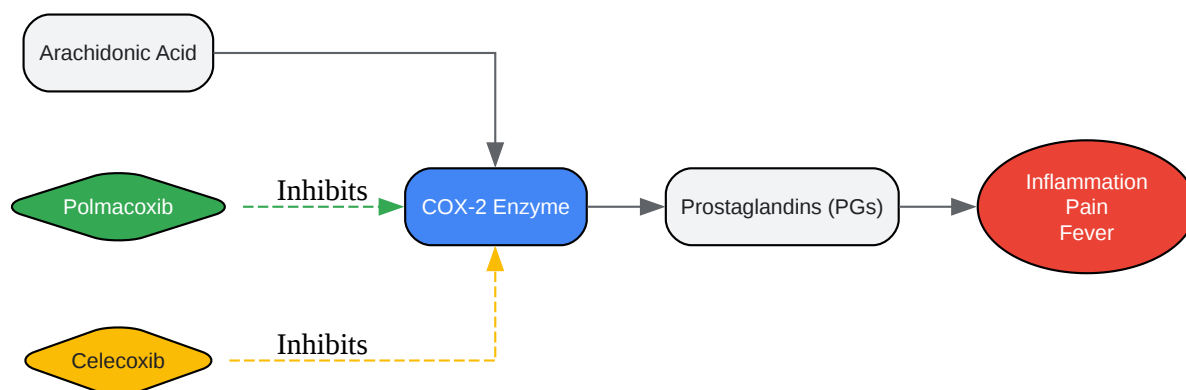 Arachidonic Acid
Polmacoxib
Inhibits
COX-2 Enzyme
Prostaglandins (PGs)
Inflammation
Pain
Fever
Celecoxib
Inhibits